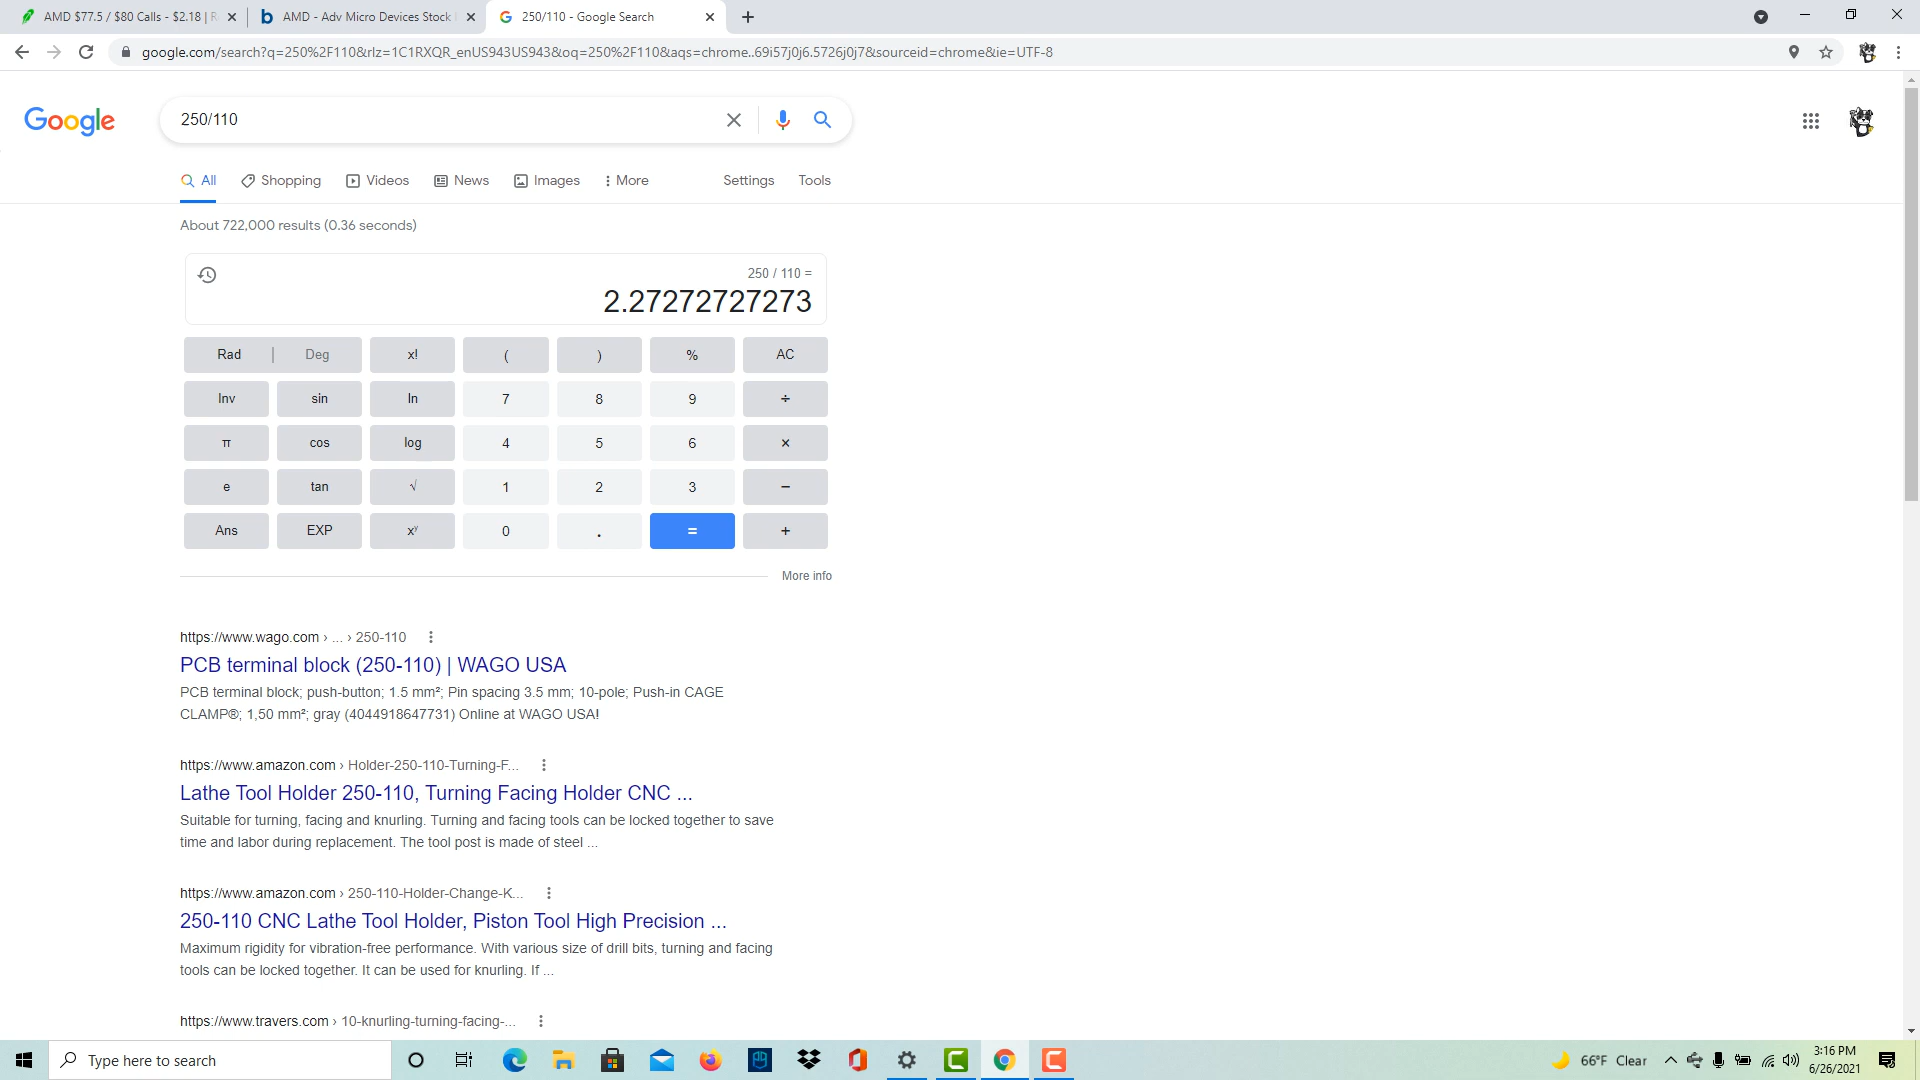 AMD $77.5 / $80 Calls - $2.18 | R
AMD - Adv Micro Devices Stock
250/110 - Google Search
google.com/search?q=250%2F110&rlz=1C1RXQR_enUS943US943&oq=250%2F110&aqs=chrome..69i57j0j6.5726j0j7&sourceid=chrome&ie=UTF-8
Google
250/110
All
Shopping
Videos
News
Images
More
Settings
Tools
About 722,000 results (0.36 seconds)
250 / 110 =
2.27272727273
Rad | Deg x! ( ) % AC
Inv sin ln 7 8 9 ÷
π cos log 4 5 6 ×
e tan √ 1 2 3 −
Ans EXP xʸ 0 . = +
More info
https://www.wago.com › ... › 250-110
PCB terminal block (250-110) | WAGO USA
PCB terminal block; push-button; 1.5 mm²; Pin spacing 3.5 mm; 10-pole; Push-in CAGE
CLAMP®; 1,50 mm²; gray (4044918647731) Online at WAGO USA!
https://www.amazon.com › Holder-250-110-Turning-F...
Lathe Tool Holder 250-110, Turning Facing Holder CNC ...
Suitable for turning, facing and knurling. Turning and facing tools can be locked together to save
time and labor during replacement. The tool post is made of steel ...
https://www.amazon.com › 250-110-Holder-Change-K...
250-110 CNC Lathe Tool Holder, Piston Tool High Precision ...
Maximum rigidity for vibration-free performance. With various size of drill bits, turning and facing
tools can be locked together. It can be used for knurling. If ...
https://www.travers.com › 10-knurling-turning-facing-...
Type here to search
66°F Clear
3:16 PM
6/26/2021